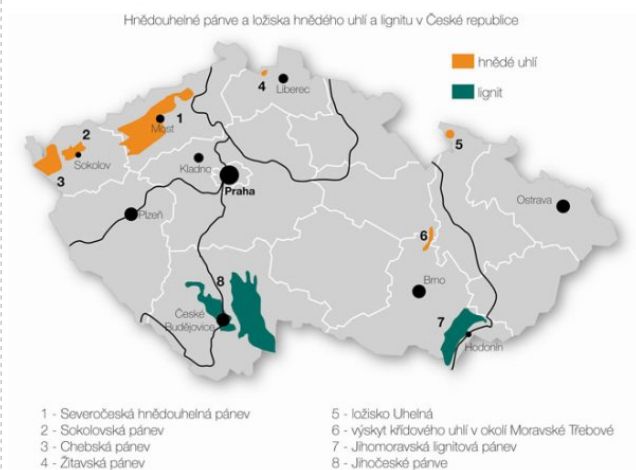 Hnědouhelné pánve a ložiska hnědého uhlí a lignitu v České republice
hnědé uhlí
lignit
4
Liberec
1
Most
2
Sokolov
3
Kladno
Praha
5
Plzeň
Ostrava
6
8
Brno
České
Budějovice
7
Hodonín
1 - Severočeská hnědouhelná pánev
2 - Sokolovská pánev
3 - Chebská pánev
4 - Žitavská pánev
5 - ložisko Uhelná
6 - výskyt křídového uhlí v okolí Moravské Třebové
7 - Jihomoravská lignitová pánev
8 - Jihočeské pánve